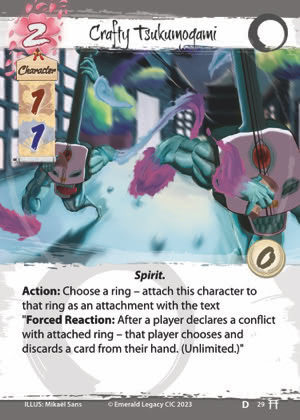 2
Crafty Tsukumogami
Character
1
1
0
Spirit.
Action: Choose a ring – attach this character to
that ring as an attachment with the text
"Forced Reaction: After a player declares a
conflict with attached ring – that player chooses and
discards a card from their hand. (Unlimited.)"
ILLUS: Mikaël Sans
© Emerald Legacy CIC 2023
D 29